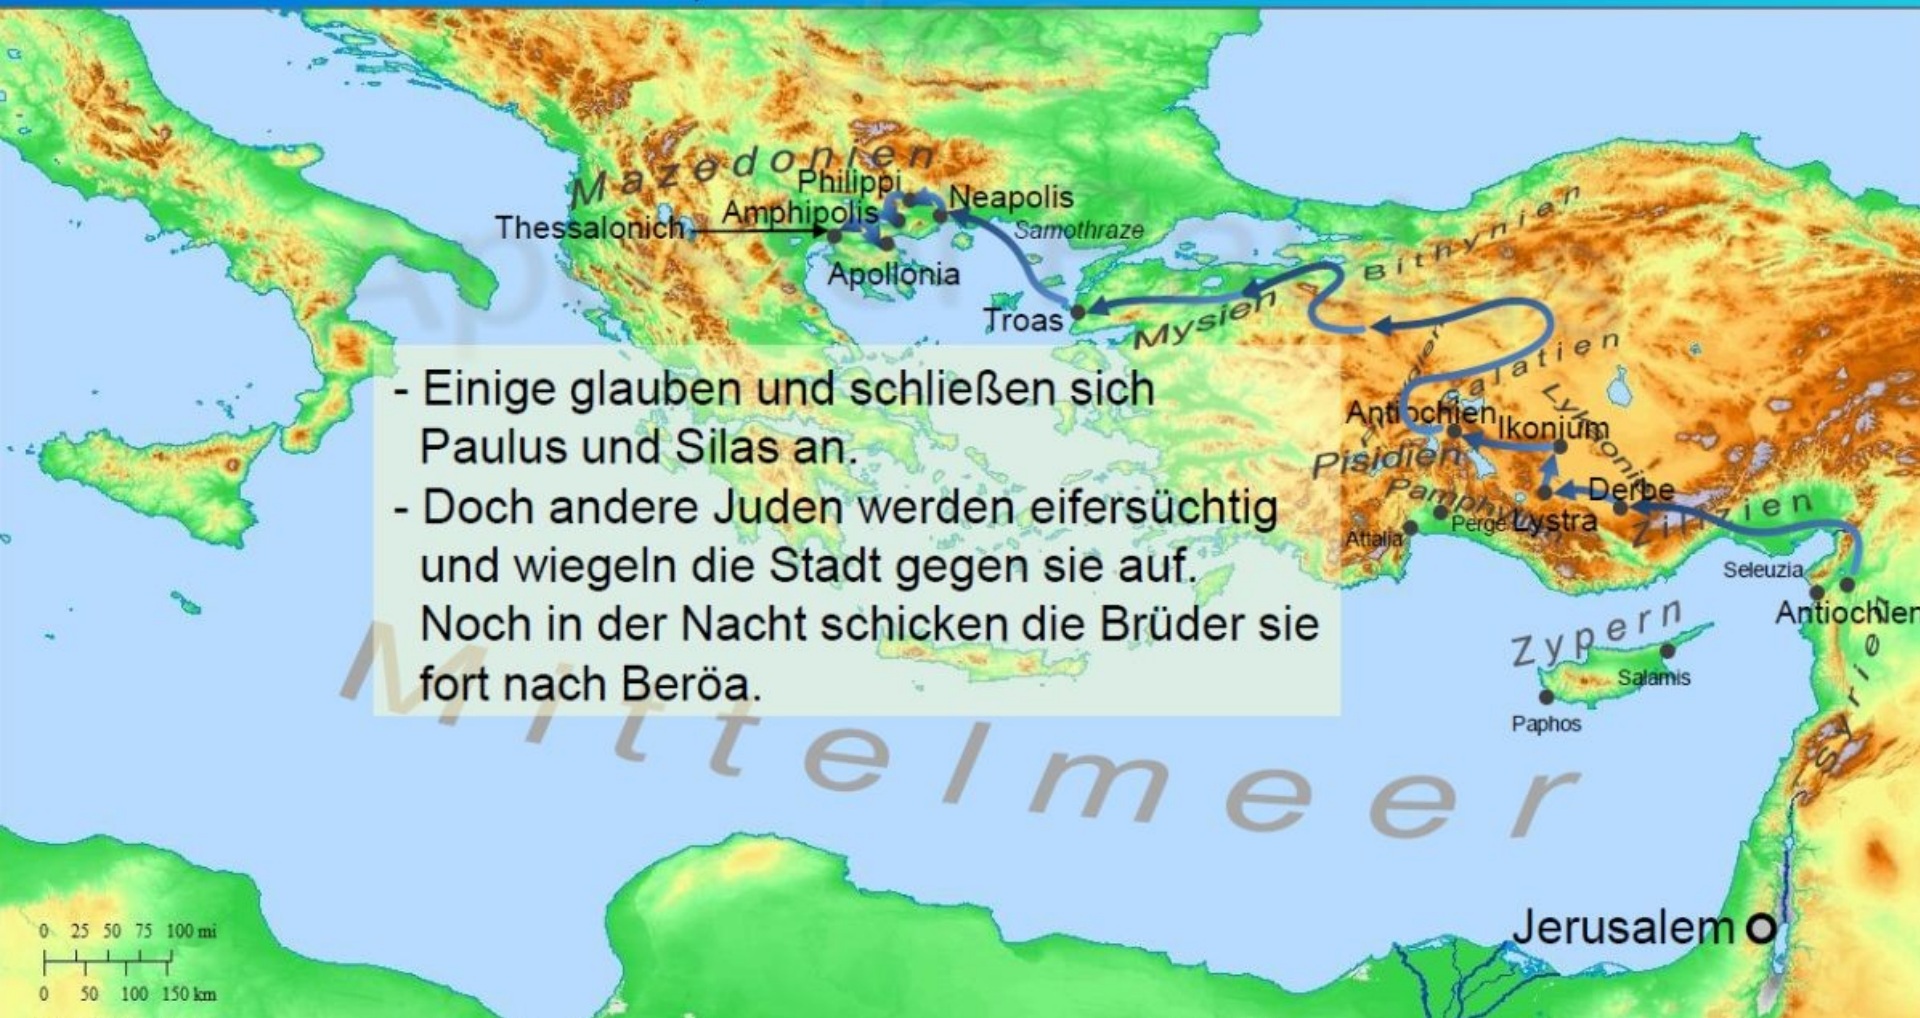 Mazedonien
Philippi
Neapolis
Amphipolis
Thessalonich
Samothraze
Apollonia
Bithynien
Troas
Mysien
Galatien
- Einige glauben und schließen sich
Paulus und Silas an.
- Doch andere Juden werden eifersüchtig
und wiegeln die Stadt gegen sie auf.
Noch in der Nacht schicken die Brüder sie
fort nach Beröa.
Antiochien
Ikonium
Lykaonien
Pisidien
Pamphylien
Derbe
Perge
Lystra
Zilizien
Attalia
Seleuzia
Antiochien
Syrien
Zypern
Salamis
Paphos
Mittelmeer
Jerusalem
0 25 50 75 100 mi
0 50 100 150 km